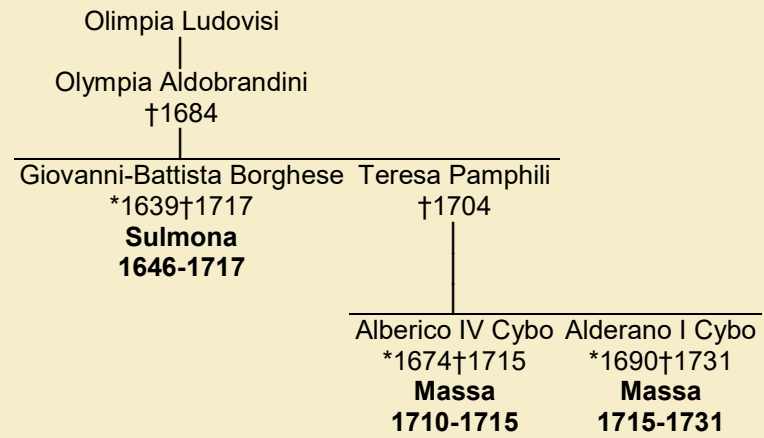 Olimpia Ludovisi
Olympia Aldobrandini
†1684
Giovanni-Battista Borghese Teresa Pamphili
*1639†1717 †1704
Sulmona
1646-1717
Alberico IV Cybo Alderano I Cybo
*1674†1715 *1690†1731
Massa Massa
1710-1715 1715-1731